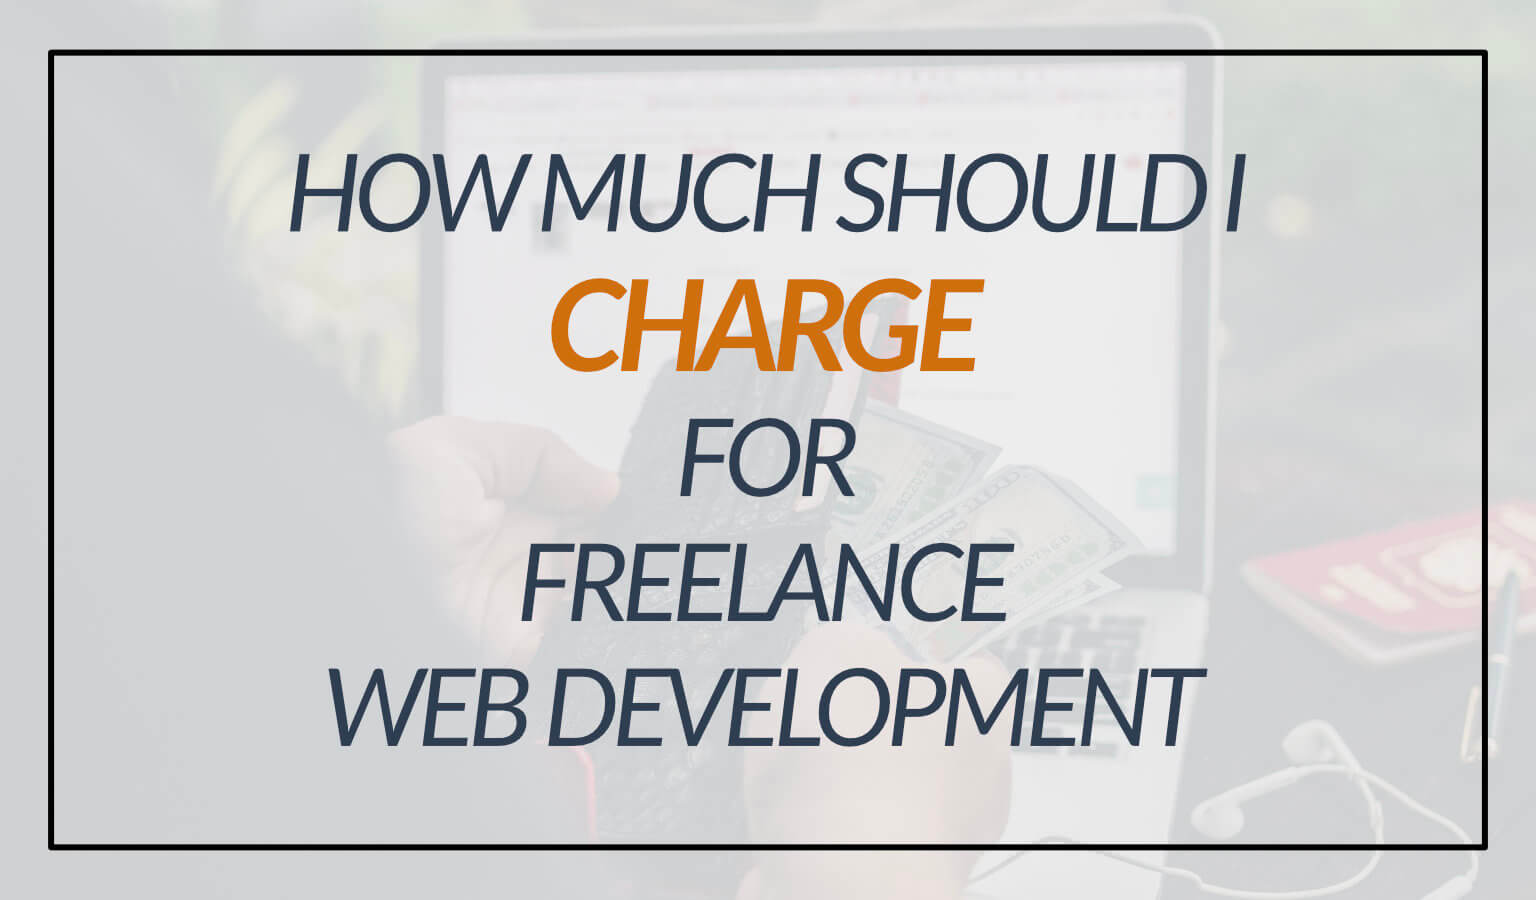 HOW MUCH SHOULD I
CHARGE
FOR
FREELANCE
WEB DEVELOPMENT